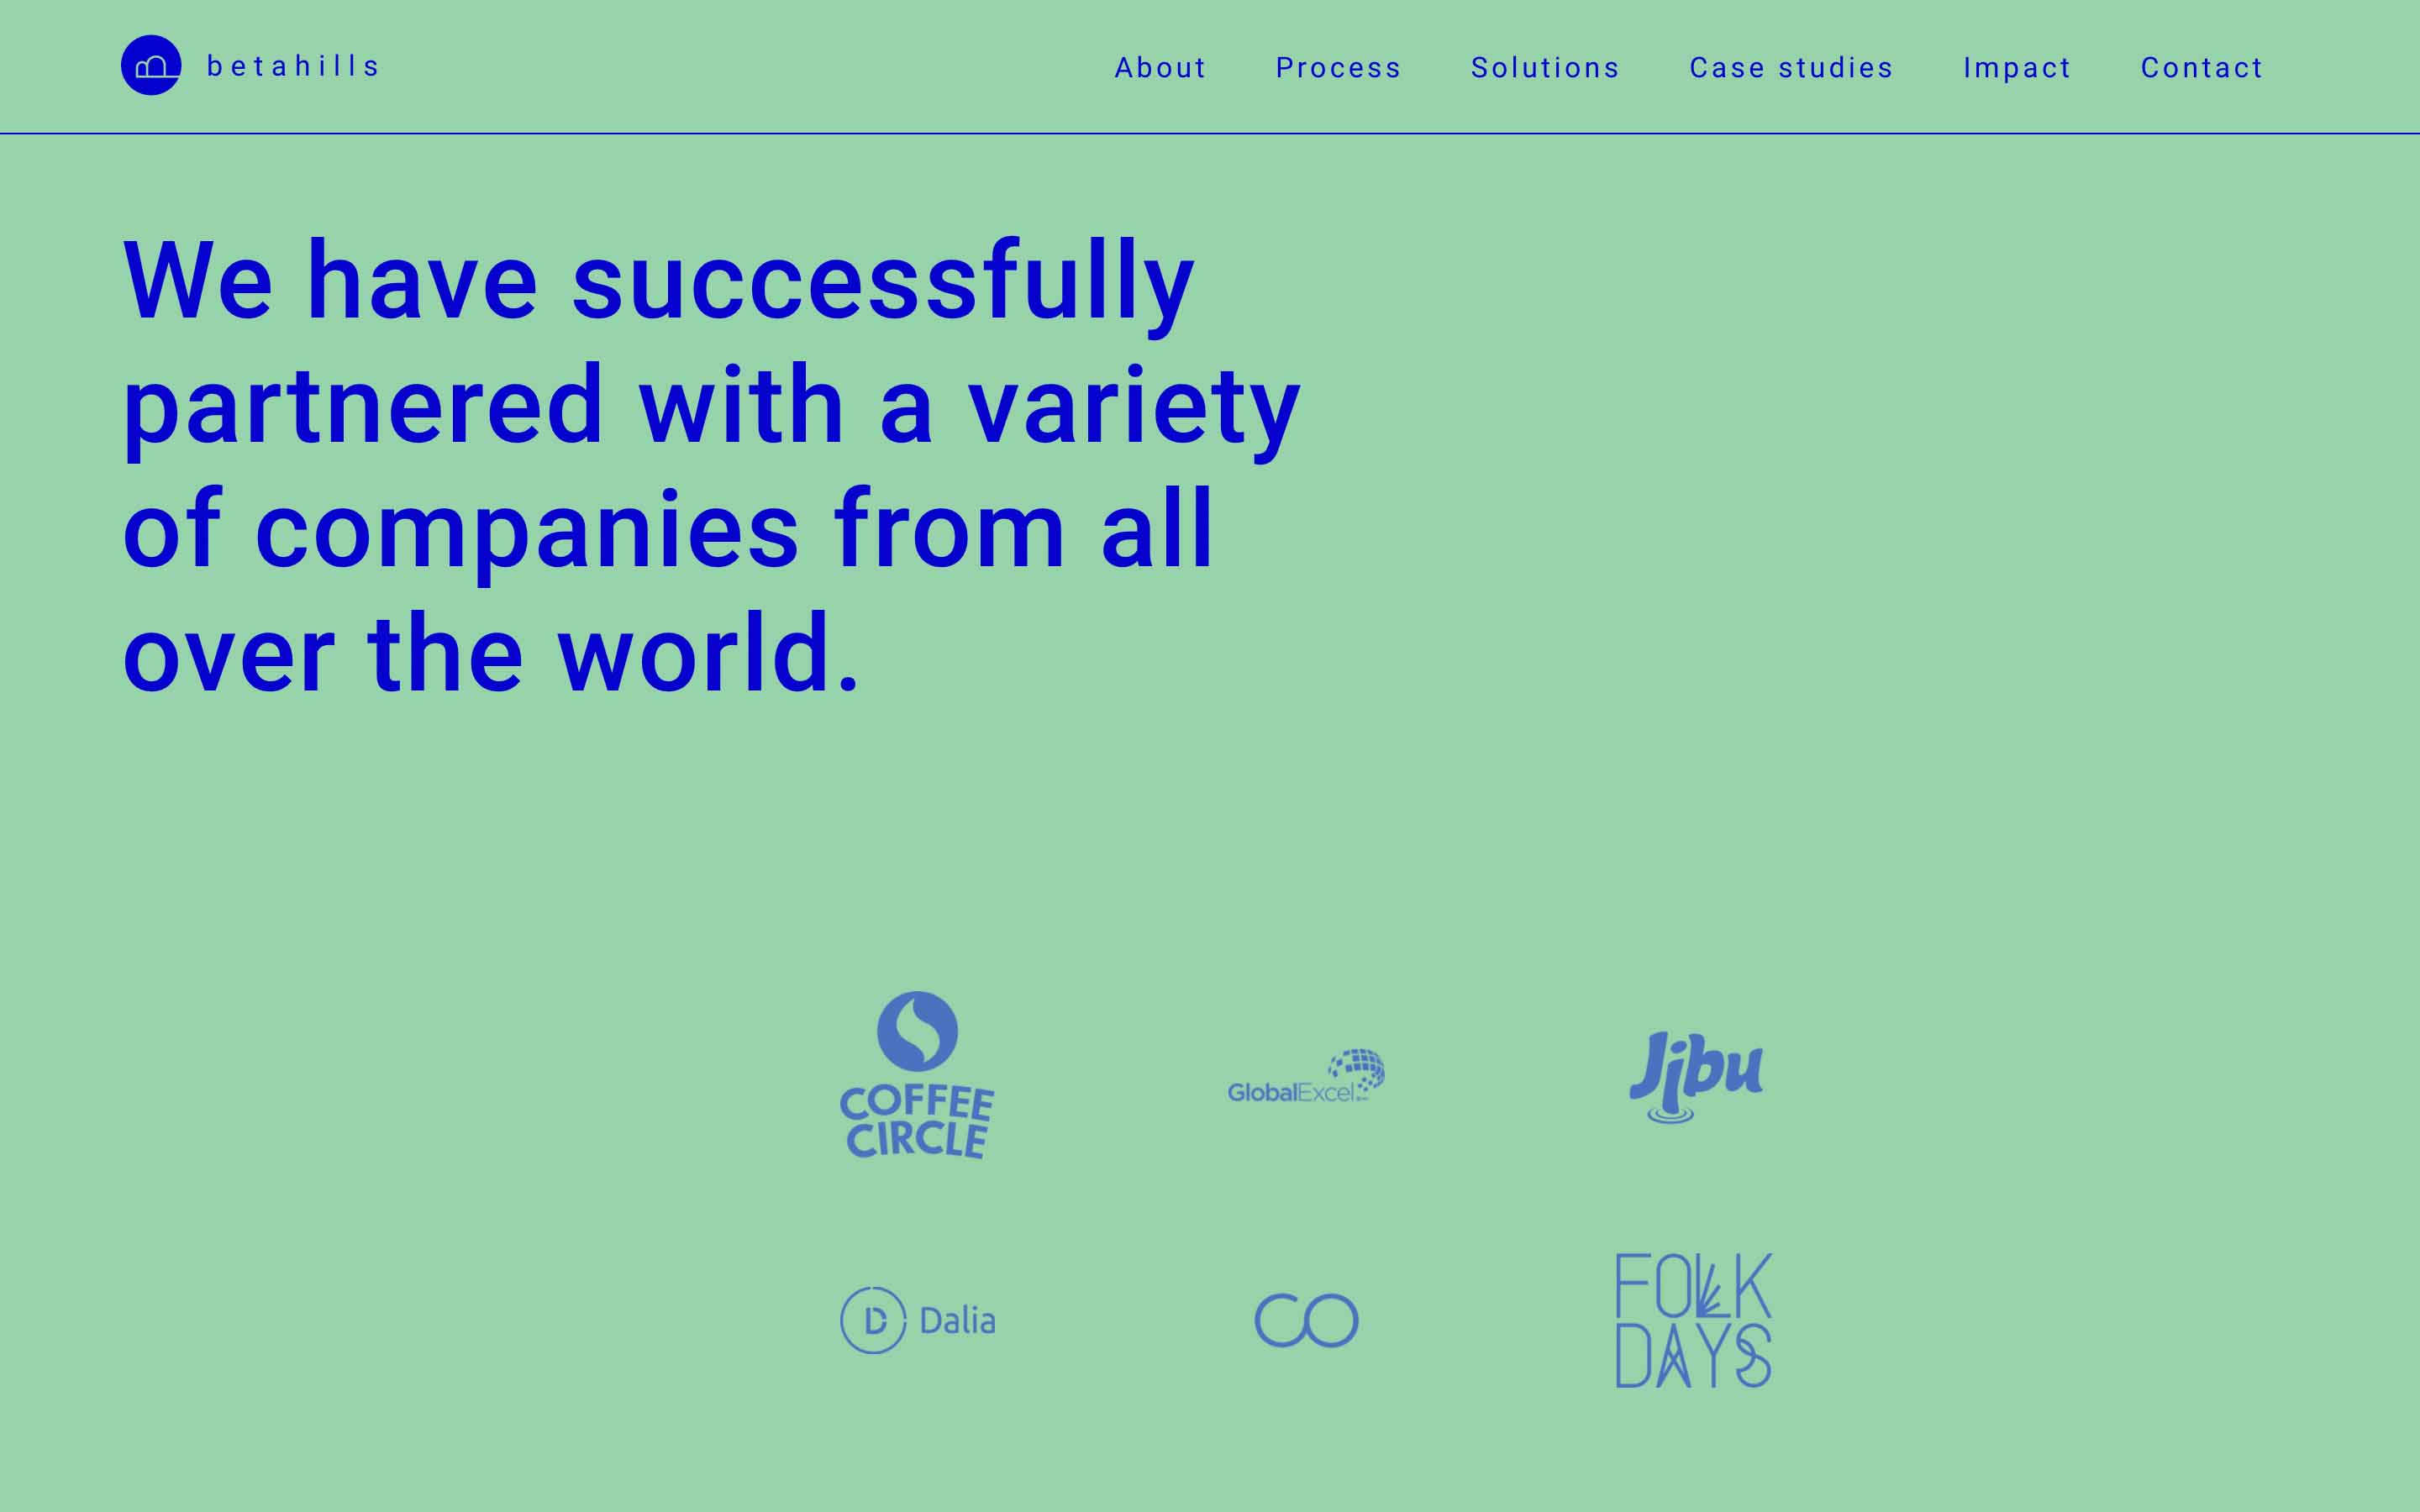 betahills
About Process Solutions Case studies Impact Contact
We have successfully
partnered with a variety
of companies from all
over the world.
COFFEE
CIRCLE
GlobalExcel
Jibu
D Dalia
CO
FOLK
DAYS